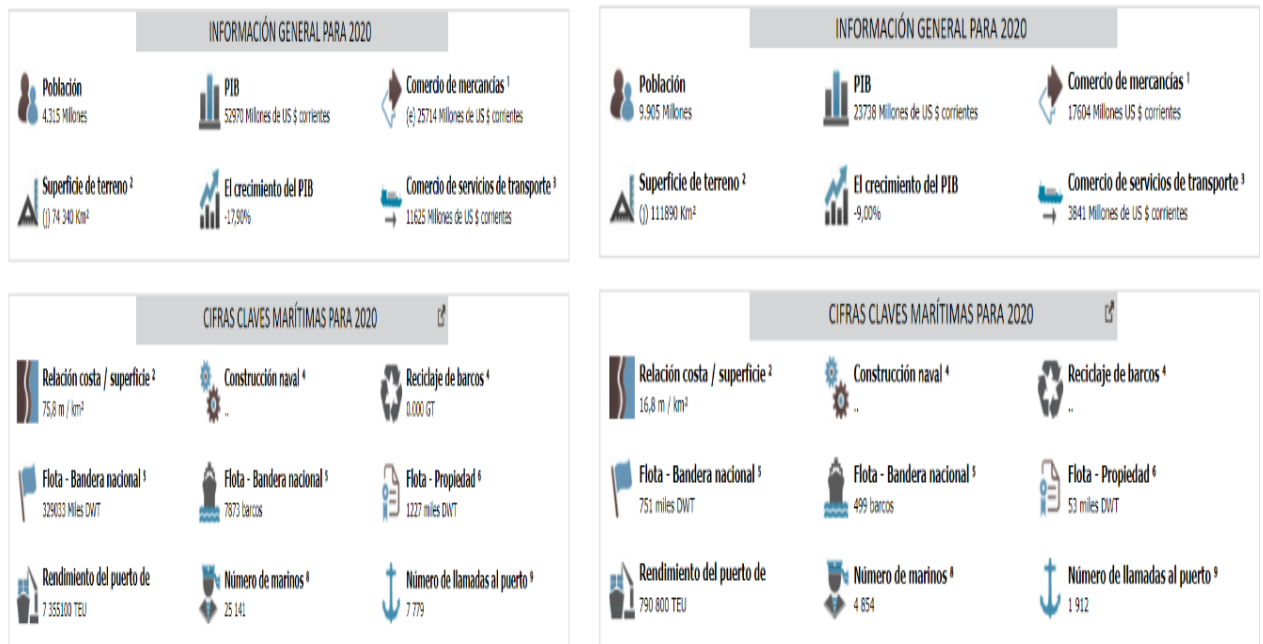 INFORMACIÓN GENERAL PARA 2020
Población
4.315 Millones
PIB
52970 Millones de US $ corrientes
Comercio de mercancías ¹
(e) 25714 Millones de US $ corrientes
Superficie de terreno ²
(j) 74 340 Km²
El crecimiento del PIB
-17,90%
Comercio de servicios de transporte ³
11625 Millones de US $ corrientes
CIFRAS CLAVES MARÍTIMAS PARA 2020
Relación costa / superficie ²
75,8 m / km²
Construcción naval ⁴
..
Reciclaje de barcos ⁴
0.000 GT
Flota - Bandera nacional ⁵
329033 Miles DWT
Flota - Bandera nacional ⁵
7873 barcos
Flota - Propiedad ⁶
1227 miles DWT
Rendimiento del puerto de
7 355100 TEU
Número de marinos ⁸
25 141
Número de llamadas al puerto ⁹
7 779
INFORMACIÓN GENERAL PARA 2020
Población
9.905 Millones
PIB
23738 Millones de US $ corrientes
Comercio de mercancías ¹
17604 Millones US $ corrientes
Superficie de terreno ²
(j) 111890 Km²
El crecimiento del PIB
-9,00%
Comercio de servicios de transporte ³
3841 Millones de US $ corrientes
CIFRAS CLAVES MARÍTIMAS PARA 2020
Relación costa / superficie ²
16,8 m / km²
Construcción naval ⁴
..
Reciclaje de barcos ⁴
..
Flota - Bandera nacional ⁵
751 miles DWT
Flota - Bandera nacional ⁵
499 barcos
Flota - Propiedad ⁶
53 miles DWT
Rendimiento del puerto de
790 800 TEU
Número de marinos ⁸
4 854
Número de llamadas al puerto ⁹
1 912